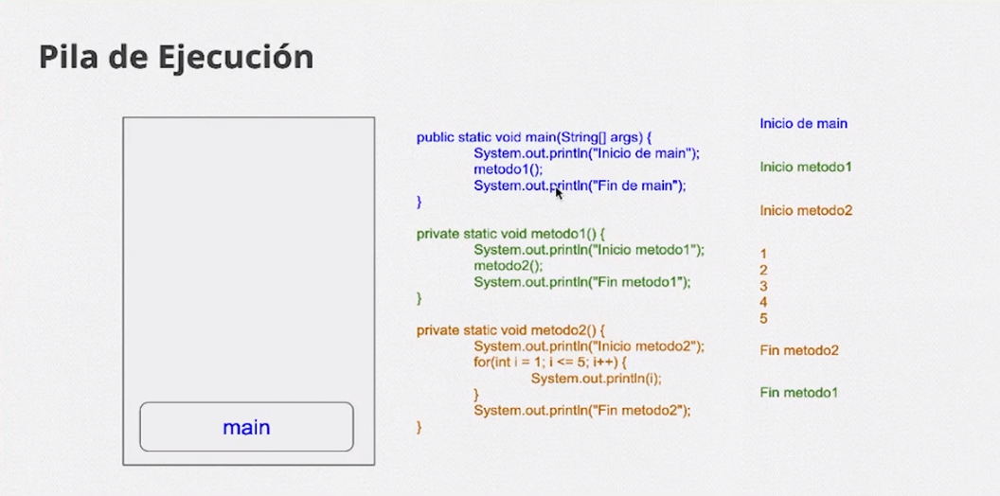 Pila de Ejecución
main
public static void main(String[] args) {
System.out.println("Inicio de main");
metodo1();
System.out.println("Fin de main");
}
private static void metodo1() {
System.out.println("Inicio metodo1");
metodo2();
System.out.println("Fin metodo1");
}
private static void metodo2() {
System.out.println("Inicio metodo2");
for(int i = 1; i <= 5; i++) {
System.out.println(i);
}
System.out.println("Fin metodo2");
}
Inicio de main
Inicio metodo1
Inicio metodo2
1
2
3
4
5
Fin metodo2
Fin metodo1